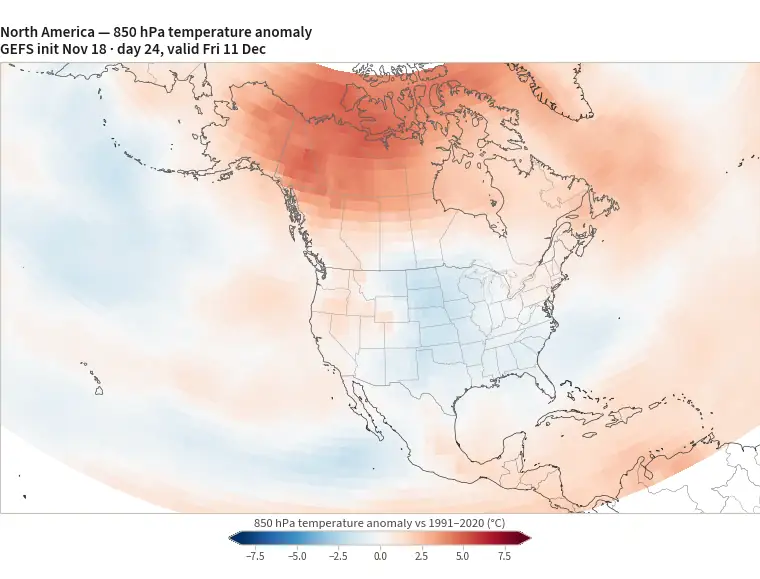 North America — 850 hPa temperature anomaly
GEFS init Nov 18 · day 24, valid Fri 11 Dec
850 hPa temperature anomaly vs 1991–2020 (°C)
−7.5 −5.0 −2.5 0.0 2.5 5.0 7.5